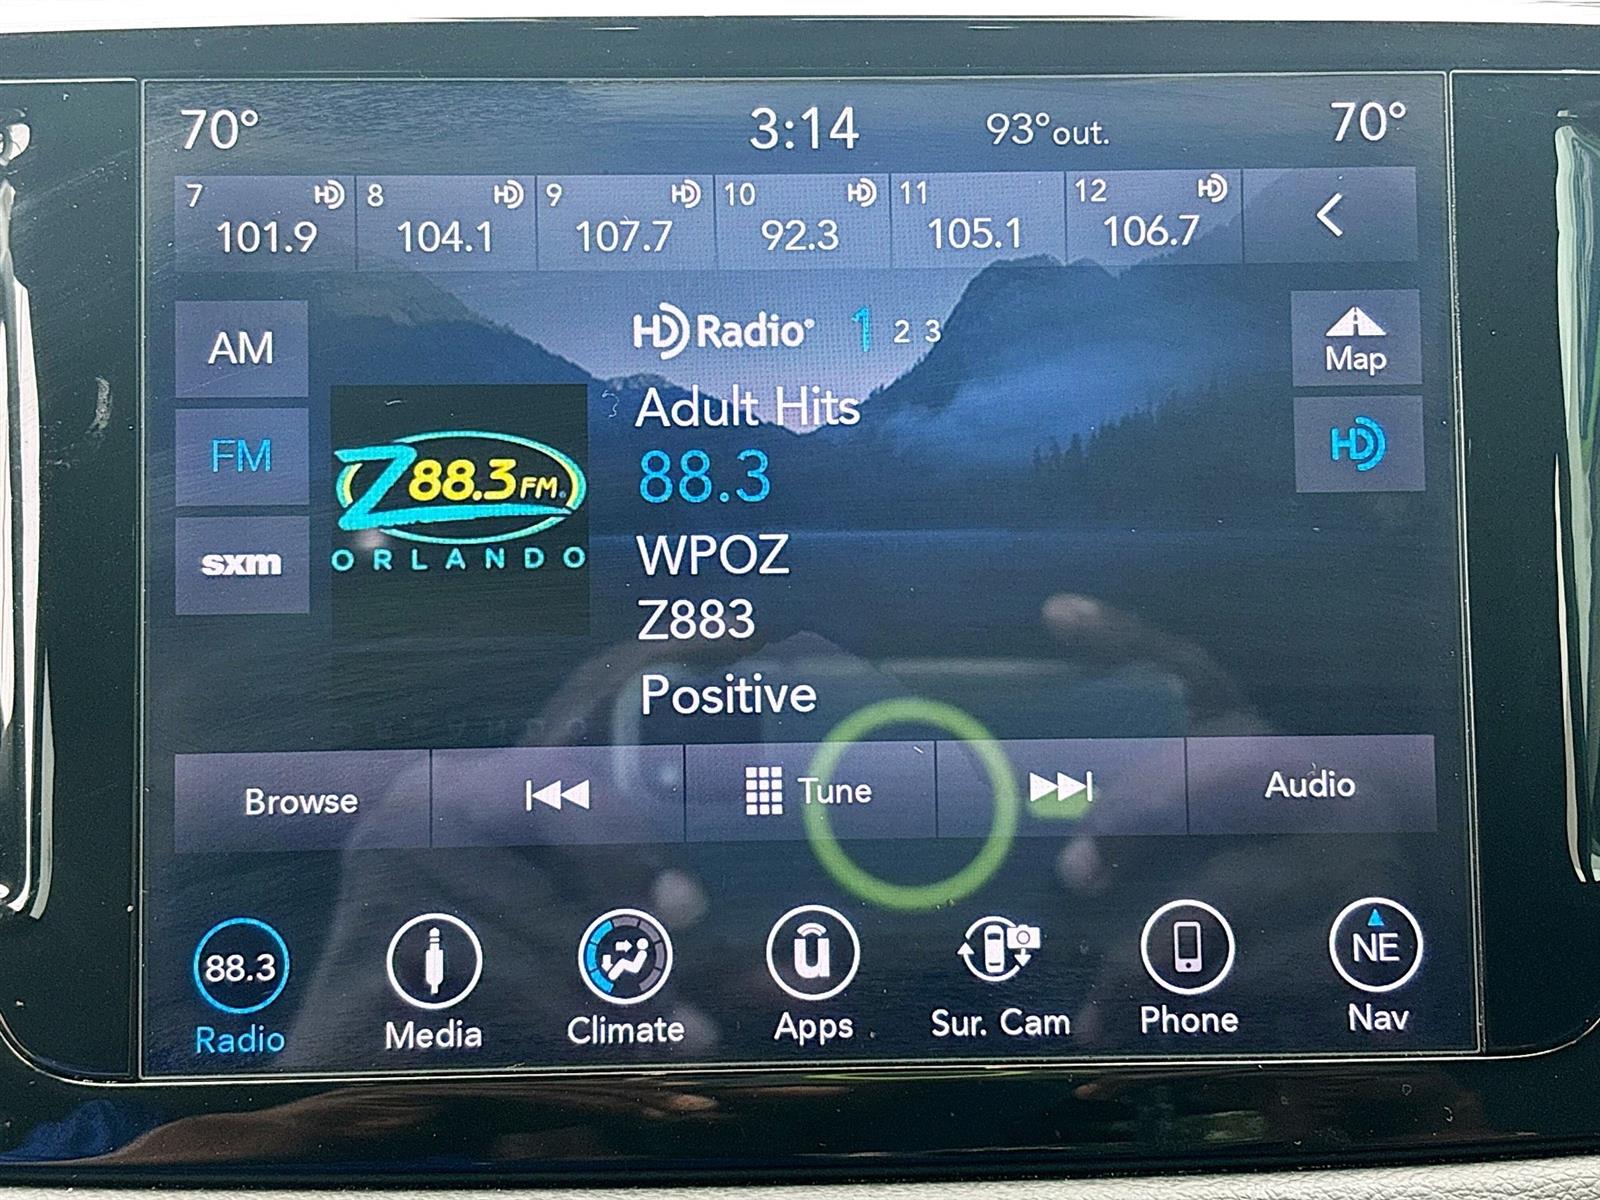 70° 3:14 93°out. 70°
7 HD 8 HD 9 HD 10 HD 11 12 HD
101.9 104.1 107.7 92.3 105.1 106.7
HD Radio® 1 2 3
AM
Map
Adult Hits
FM
HD
Z88.3FM®
ORLANDO
88.3
sxm
WPOZ
Z883
Positive
Browse Tune Audio
88.3 u NE
Radio Media Climate Apps Sur. Cam Phone Nav